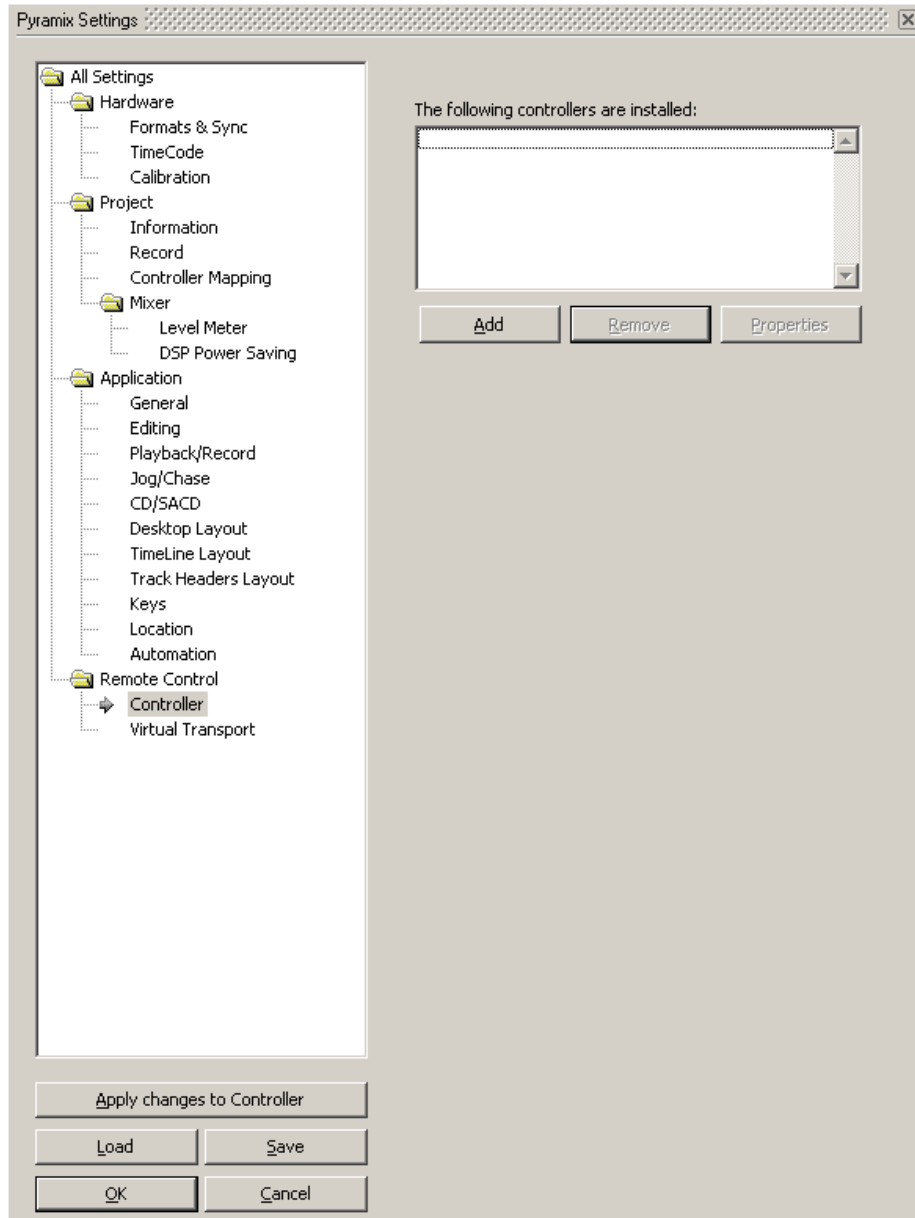 Pyramix Settings
All Settings
Hardware
Formats & Sync
TimeCode
Calibration
Project
Information
Record
Controller Mapping
Mixer
Level Meter
DSP Power Saving
Application
General
Editing
Playback/Record
Jog/Chase
CD/SACD
Desktop Layout
TimeLine Layout
Track Headers Layout
Keys
Location
Automation
Remote Control
Controller
Virtual Transport
The following controllers are installed:
Add Remove Properties
Apply changes to Controller
Load Save
OK Cancel